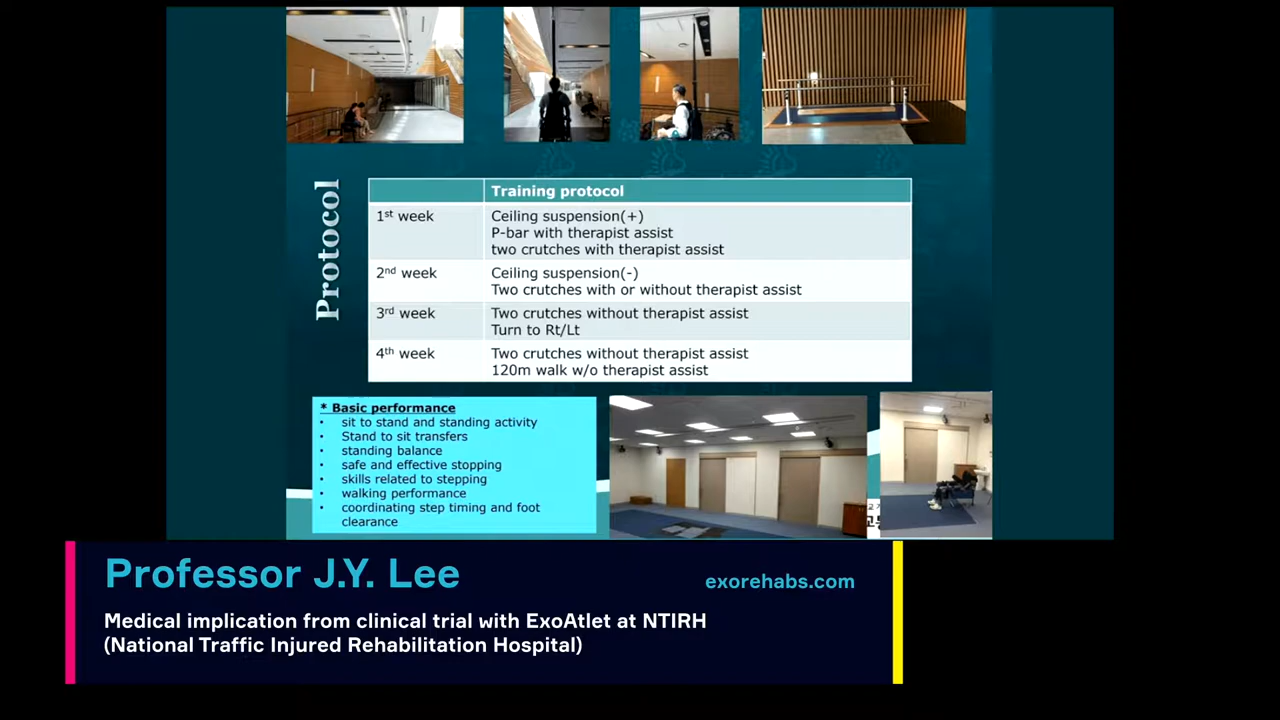 Protocol
Training protocol
1st week
Ceiling suspension(+)
P-bar with therapist assist
two crutches with therapist assist
2nd week
Ceiling suspension(-)
Two crutches with or without therapist assist
3rd week
Two crutches without therapist assist
Turn to Rt/Lt
4th week
Two crutches without therapist assist
120m walk w/o therapist assist
* Basic performance
• sit to stand and standing activity
• Stand to sit transfers
• standing balance
• safe and effective stopping
• skills related to stepping
• walking performance
• coordinating step timing and foot
clearance
Professor J.Y. Lee
exorehabs.com
Medical implication from clinical trial with ExoAtlet at NTIRH
(National Traffic Injured Rehabilitation Hospital)